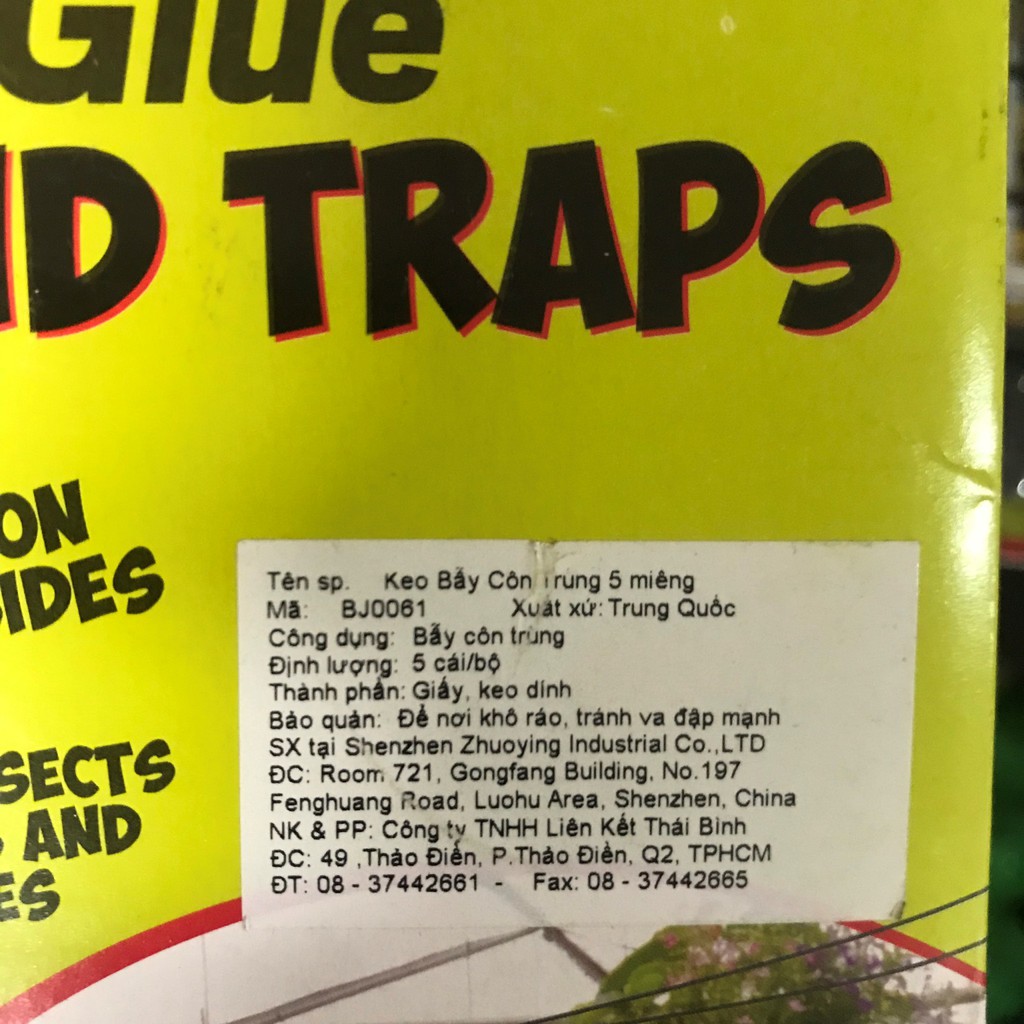 Glue
TRAPS
ON
SECTS
AND
Tên sp. Keo Bẫy Côn Trung 5 miêng
Mã: BJ0061 Xuất xứ: Trung Quốc
Công dụng: Bẫy côn trùng
Định lượng: 5 cái/bộ
Thành phần: Giấy, keo dính
Bảo quản: Để nơi khô ráo, tránh va đập mạnh
SX tại Shenzhen Zhuoying Industrial Co.,LTD
ĐC: Room 721, Gongfang Building, No.197
Fenghuang Road, Luohu Area, Shenzhen, China
NK & PP: Công ty TNHH Liên Kết Thái Bình
ĐC: 49 ,Thảo Điền, P.Thảo Điền, Q2, TPHCM
ĐT: 08 - 37442661 - Fax: 08 - 37442665